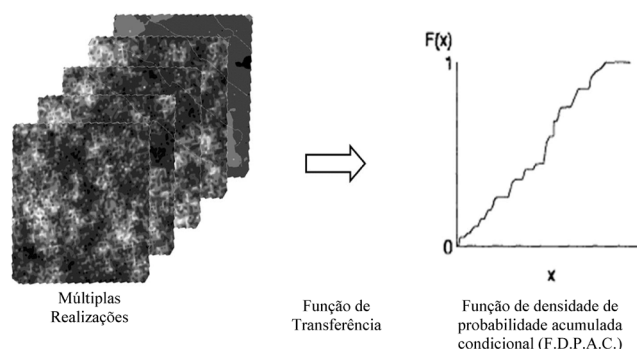 F(x)
1
0
x
Múltiplas
Realizações
Função de
Transferência
Função de densidade de
probabilidade acumulada
condicional (F.D.P.A.C.)